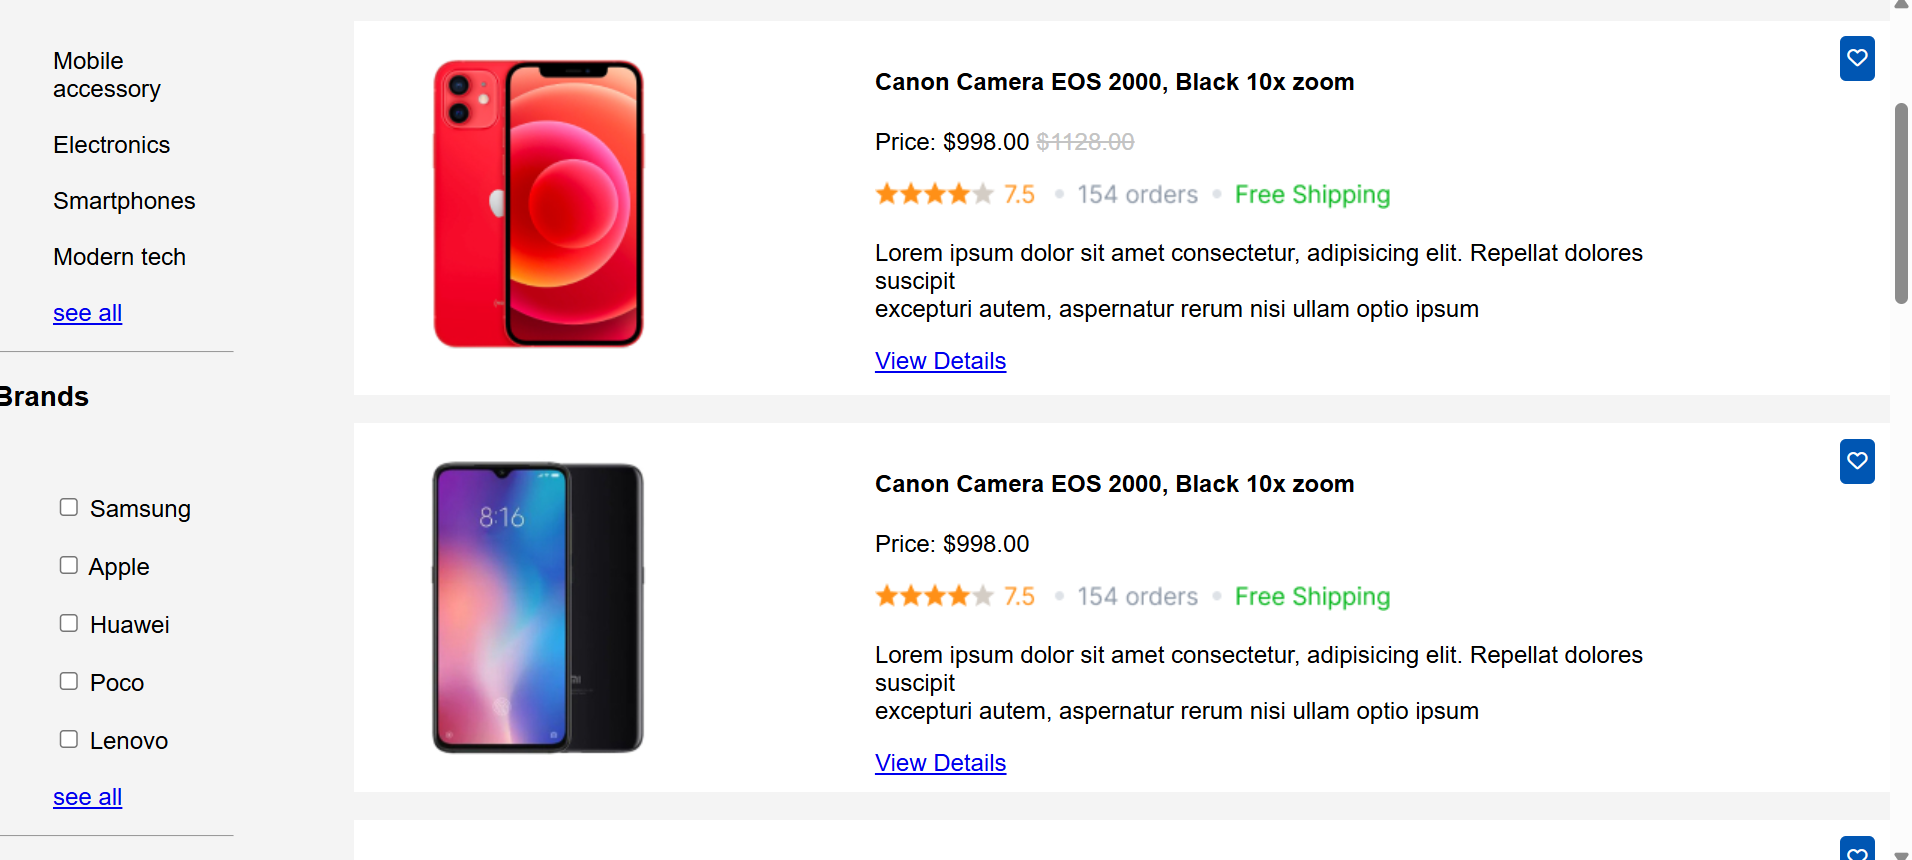 Mobile
accessory
Electronics
Smartphones
Modern tech
see all
Brands
Samsung
Apple
Huawei
Poco
Lenovo
see all
Canon Camera EOS 2000, Black 10x zoom
Price: $998.00 $1128.00
7.5 • 154 orders • Free Shipping
Lorem ipsum dolor sit amet consectetur, adipisicing elit. Repellat dolores
suscipit
excepturi autem, aspernatur rerum nisi ullam optio ipsum
View Details
8:16
Canon Camera EOS 2000, Black 10x zoom
Price: $998.00
7.5 • 154 orders • Free Shipping
Lorem ipsum dolor sit amet consectetur, adipisicing elit. Repellat dolores
suscipit
excepturi autem, aspernatur rerum nisi ullam optio ipsum
View Details